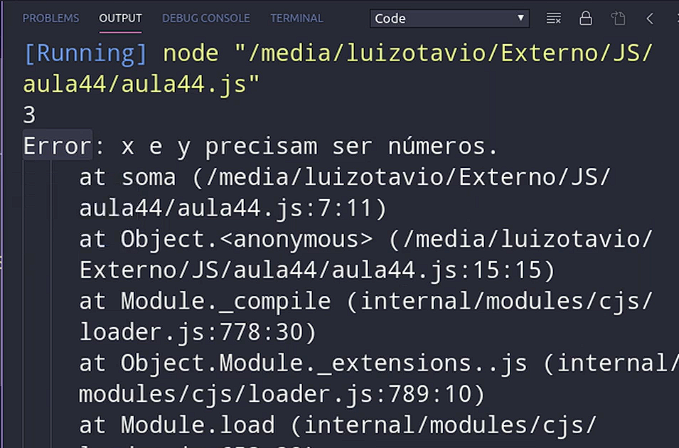 PROBLEMS OUTPUT DEBUG CONSOLE TERMINAL Code
[Running] node "/media/luizotavio/Externo/JS/
aula44/aula44.js"
3
Error: x e y precisam ser números.
at soma (/media/luizotavio/Externo/JS/
aula44/aula44.js:7:11)
at Object.<anonymous> (/media/luizotavio/
Externo/JS/aula44/aula44.js:15:15)
at Module._compile (internal/modules/cjs/
loader.js:778:30)
at Object.Module._extensions..js (internal/
modules/cjs/loader.js:789:10)
at Module.load (internal/modules/cjs/